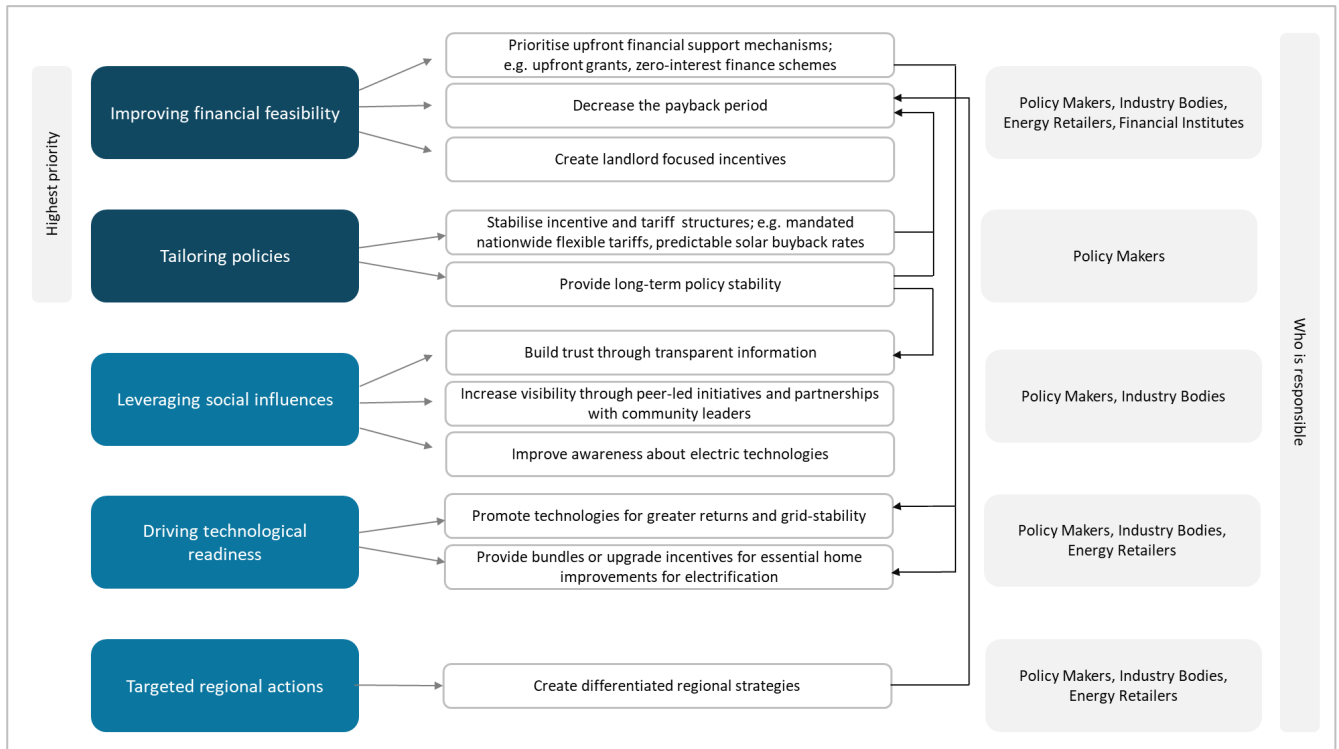 Highest priority
Improving financial feasibility
Prioritise upfront financial support mechanisms;
e.g. upfront grants, zero-interest finance schemes
Decrease the payback period
Create landlord focused incentives
Policy Makers, Industry Bodies,
Energy Retailers, Financial Institutes
Tailoring policies
Stabilise incentive and tariff structures; e.g. mandated
nationwide flexible tariffs, predictable solar buyback rates
Provide long-term policy stability
Policy Makers
Leveraging social influences
Build trust through transparent information
Increase visibility through peer-led initiatives and partnerships
with community leaders
Improve awareness about electric technologies
Policy Makers, Industry Bodies
Driving technological
readiness
Promote technologies for greater returns and grid-stability
Provide bundles or upgrade incentives for essential home
improvements for electrification
Policy Makers, Industry Bodies,
Energy Retailers
Targeted regional actions
Create differentiated regional strategies
Policy Makers, Industry Bodies,
Energy Retailers
Who is responsible